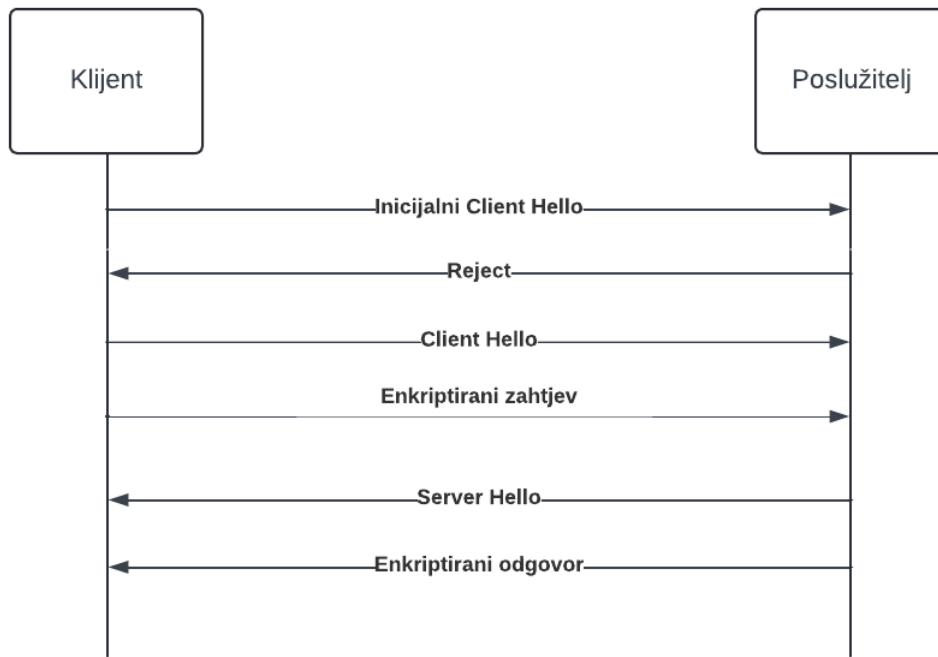 Klijent
Poslužitelj
Inicijalni Client Hello
Reject
Client Hello
Enkriptirani zahtjev
Server Hello
Enkriptirani odgovor